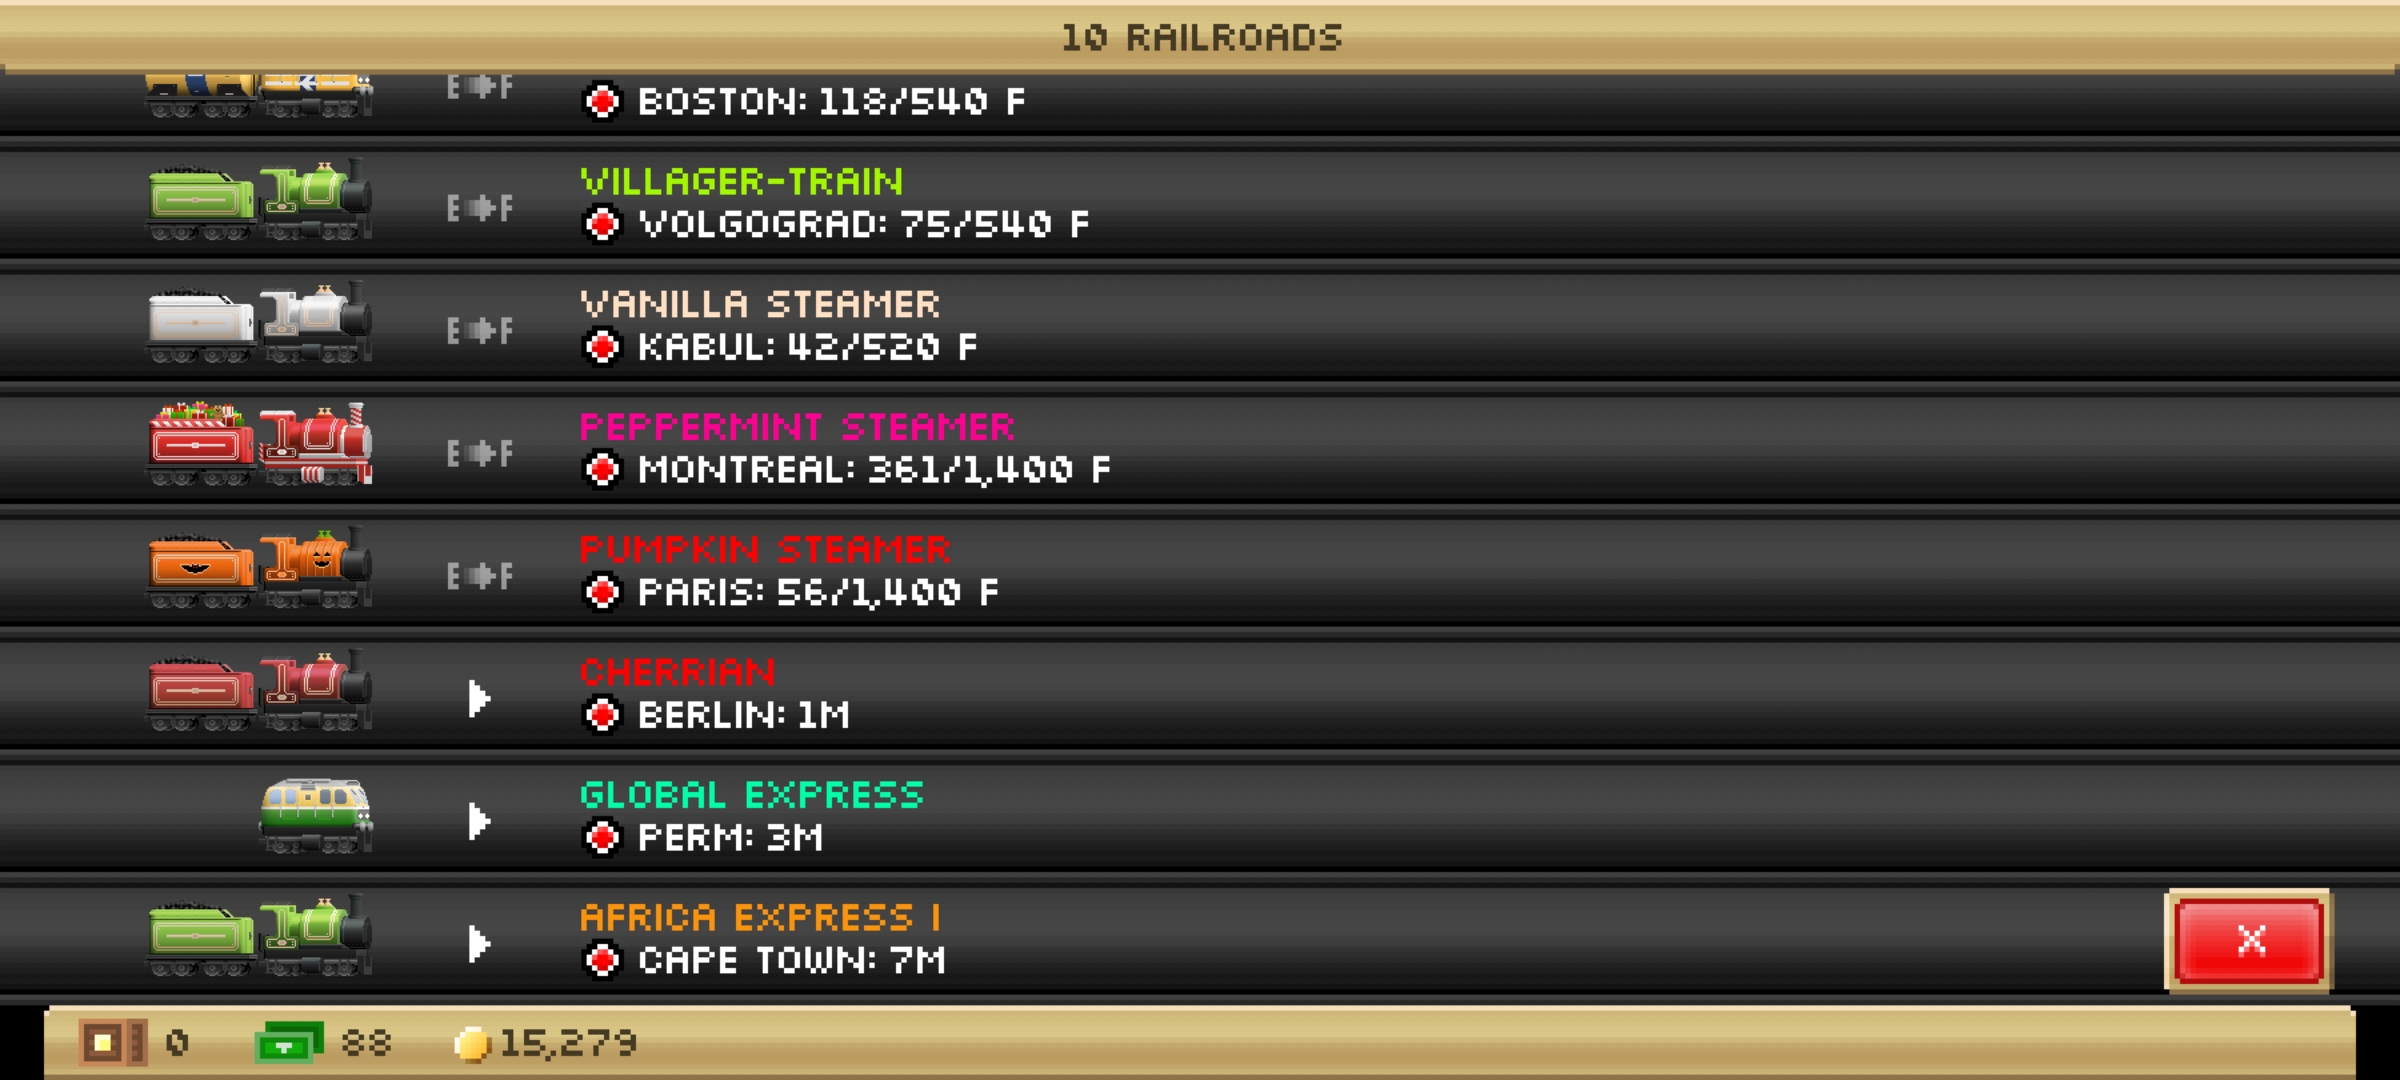 10 RAILROADS
E F
BOSTON: 118/540 F
VILLAGER-TRAIN
E F
VOLGOGRAD: 75/540 F
VANILLA STEAMER
E F
KABUL: 42/520 F
PEPPERMINT STEAMER
E F
MONTREAL: 361/1,400 F
PUMPKIN STEAMER
E F
PARIS: 56/1,400 F
CHERRIAN
BERLIN: 1M
GLOBAL EXPRESS
PERM: 3M
AFRICA EXPRESS I
CAPE TOWN: 7M
X
0 88 15,279